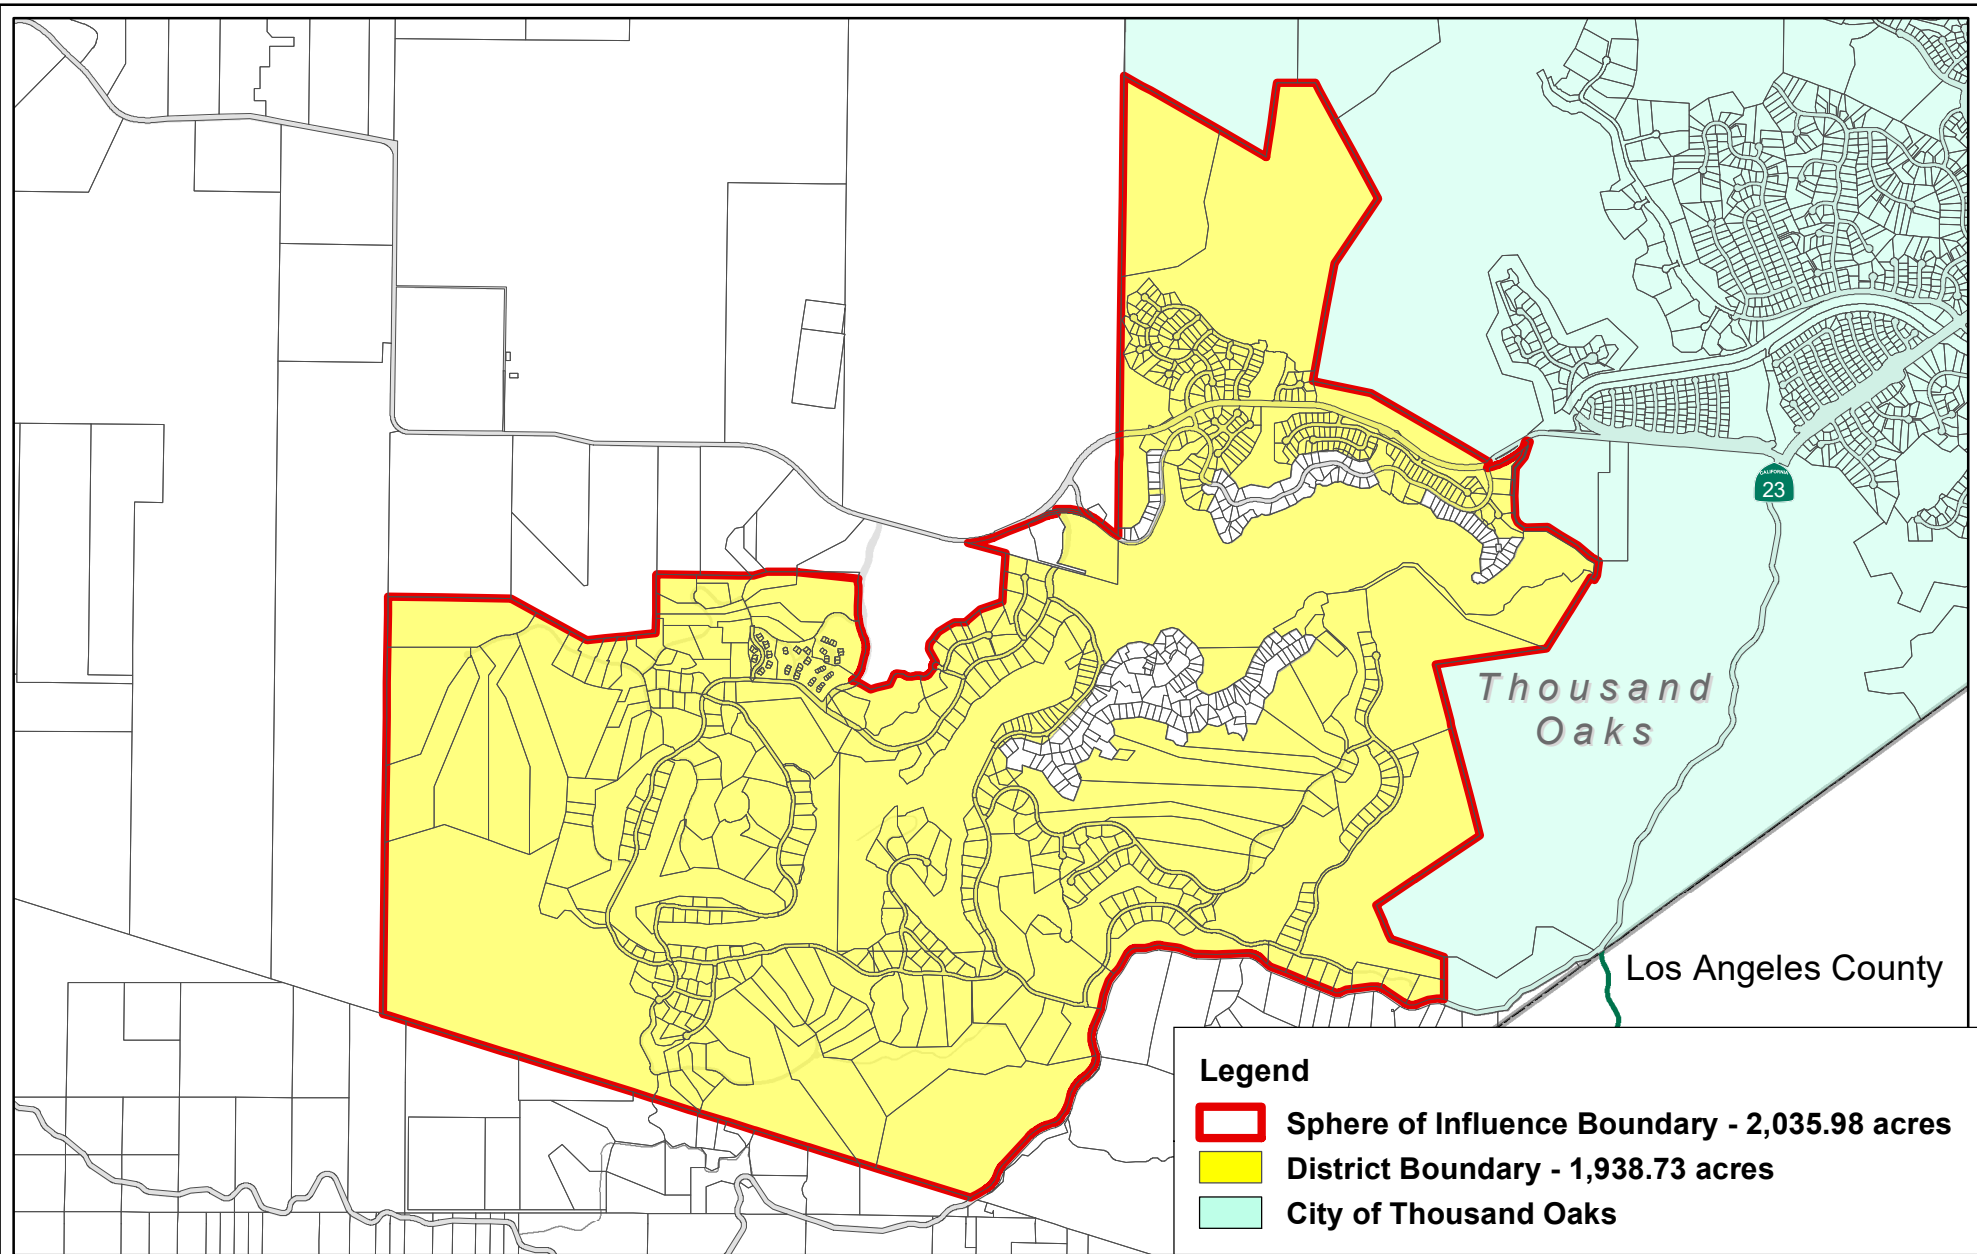 CALIFORNIA
23
Thousand
Oaks
Los Angeles County
Legend
Sphere of Influence Boundary - 2,035.98 acres
District Boundary - 1,938.73 acres
City of Thousand Oaks